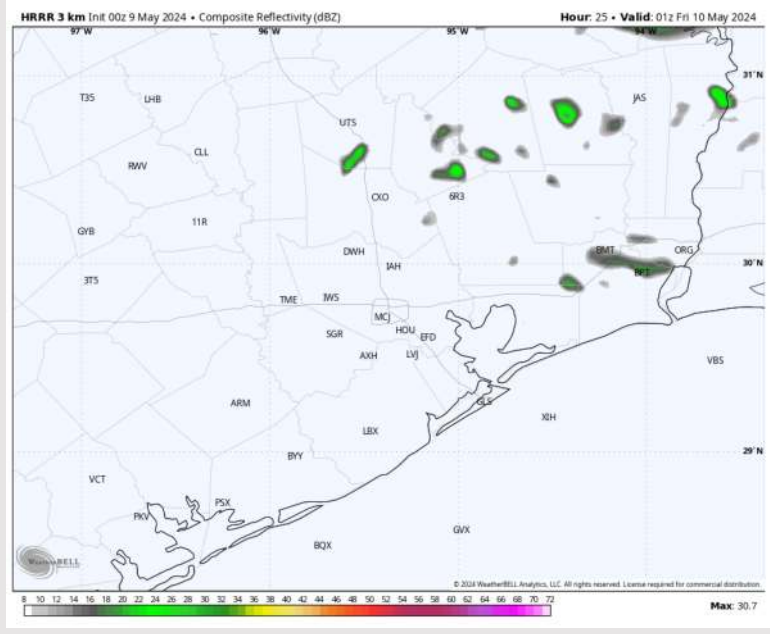 HRRR 3 km Init 00z 9 May 2024 • Composite Reflectivity (dBZ) Hour: 25 • Valid: 01z Fri 10 May 2024
97°W 96°W 95°W 94°W
31°N
T35 LHB JAS
UTS
CLL
RWV
CXO 6R3
11R
GYB
DWH BMT ORG
IAH
30°N
BPT
3T5
TME IWS
MCJ
SGR HOU EFD
AXH LVJ
VBS
ARM GLS
XIH
LBX
BYY 29°N
VCT
PSX
PKV
GVX
BQX
WEATHERBELL
© 2024 WeatherBELL Analytics, LLC. All rights reserved. License required for commercial distribution.
8 10 12 14 16 18 20 22 24 26 28 30 32 34 36 38 40 42 44 46 48 50 52 54 56 58 60 62 64 66 68 70 72
Max: 30.7